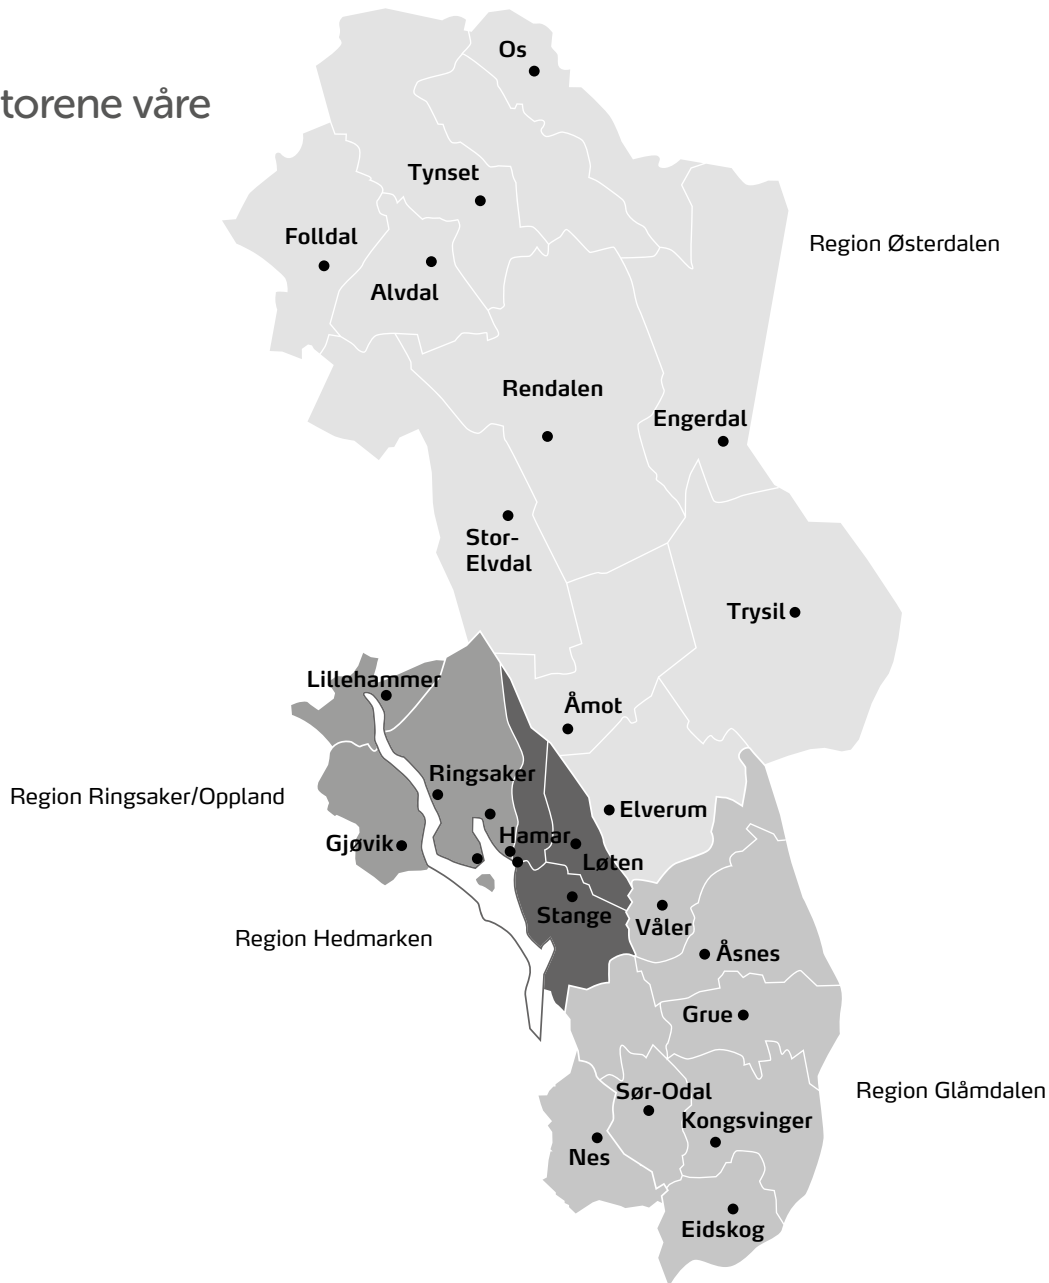 torene våre
Os
Tynset
Folldal
Region Østerdalen
Alvdal
Rendalen
Engerdal
Stor-
Elvdal
Trysil
Lillehammer
Åmot
Ringsaker
Region Ringsaker/Oppland
Elverum
Gjøvik
Hamar
Løten
Stange
Våler
Region Hedmarken
Åsnes
Grue
Region Glåmdalen
Sør-Odal
Kongsvinger
Nes
Eidskog